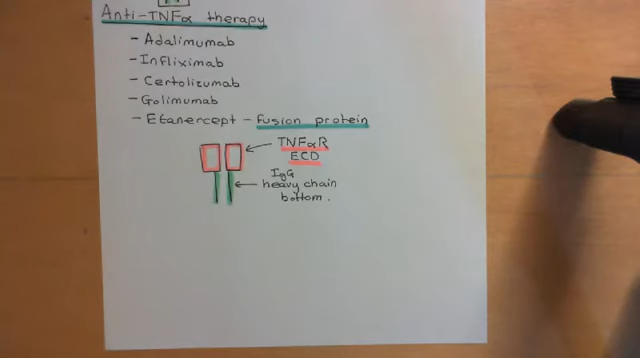 Anti-TNFα therapy
- Adalimumab
- Infliximab
- Certolizumab
- Golimumab
- Etanercept - fusion protein
TNFαR
ECD
IgG
heavy chain
bottom.